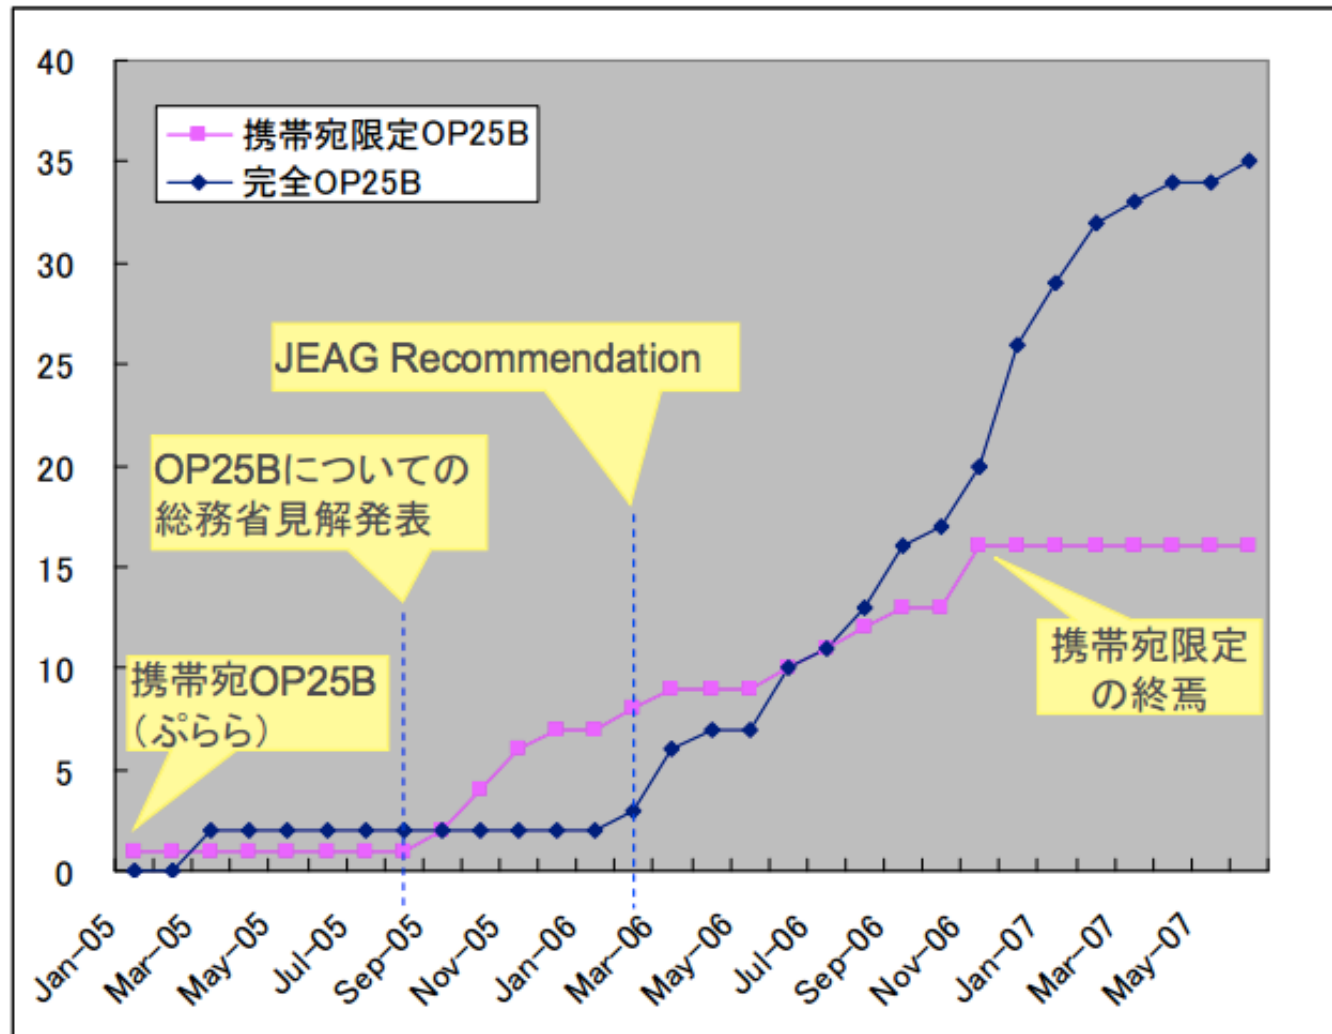 40
35
30
25
20
15
10
5
0
携帯宛限定OP25B
完全OP25B
JEAG Recommendation
OP25Bについての
総務省見解発表
携帯宛OP25B
（ぷらら）
携帯宛限定
の終焉
Jan-05
Mar-05
May-05
Jul-05
Sep-05
Nov-05
Jan-06
Mar-06
May-06
Jul-06
Sep-06
Nov-06
Jan-07
Mar-07
May-07